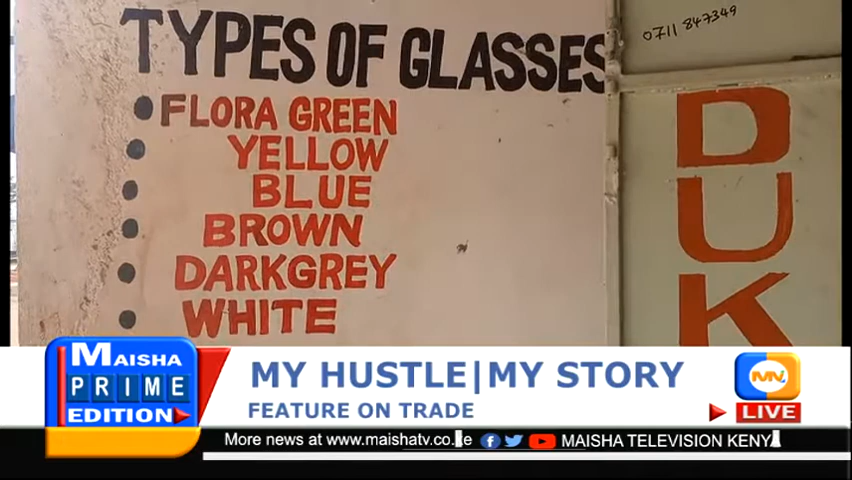 TYPES OF GLASSES
0711 847349
FLORA GREEN
YELLOW
BLUE
BROWN
DARKGREY
WHITE
DUK
MAISHA
PRIME
EDITION
MY HUSTLE|MY STORY
FEATURE ON TRADE
MN
LIVE
More news at www.maishatv.co.ke
MAISHA TELEVISION KENYA